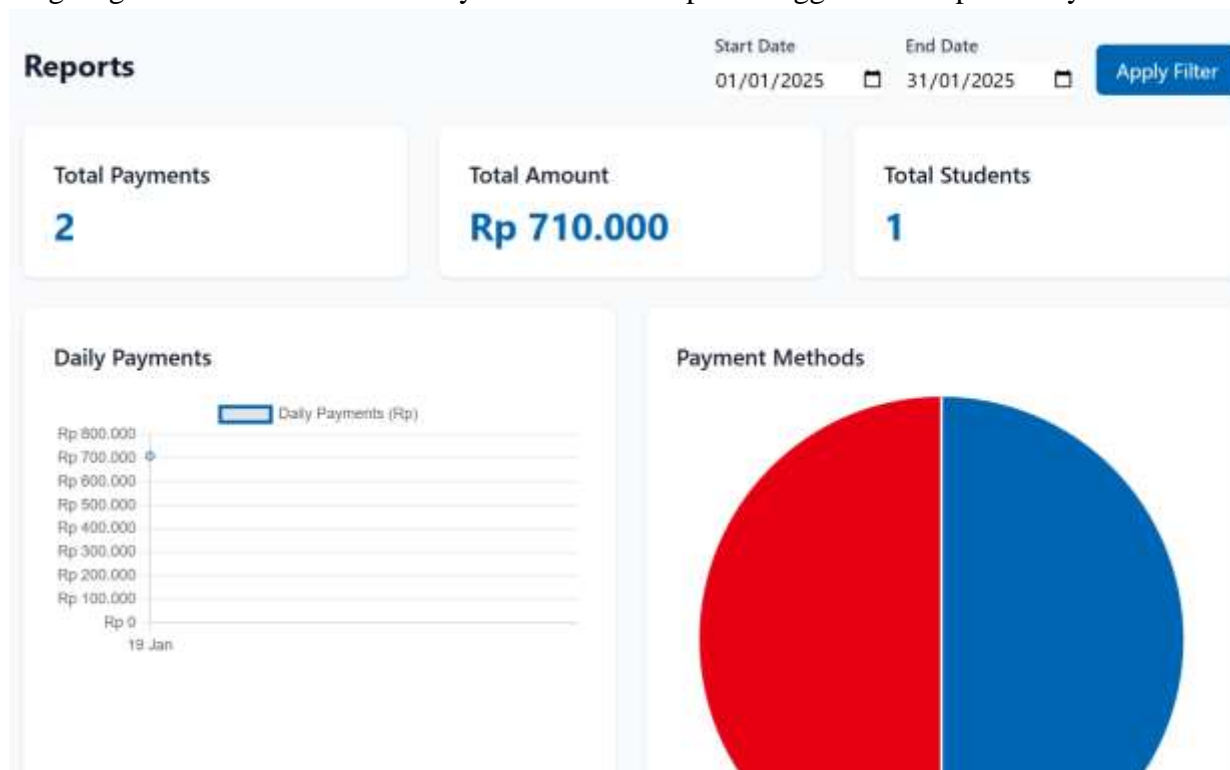 Reports
Start Date
01/01/2025
End Date
31/01/2025
Apply Filter
Total Payments
2
Total Amount
Rp 710.000
Total Students
1
Daily Payments
Daily Payments (Rp)
Rp 800.000
Rp 700.000
Rp 600.000
Rp 500.000
Rp 400.000
Rp 300.000
Rp 200.000
Rp 100.000
Rp 0
19 Jan
Payment Methods